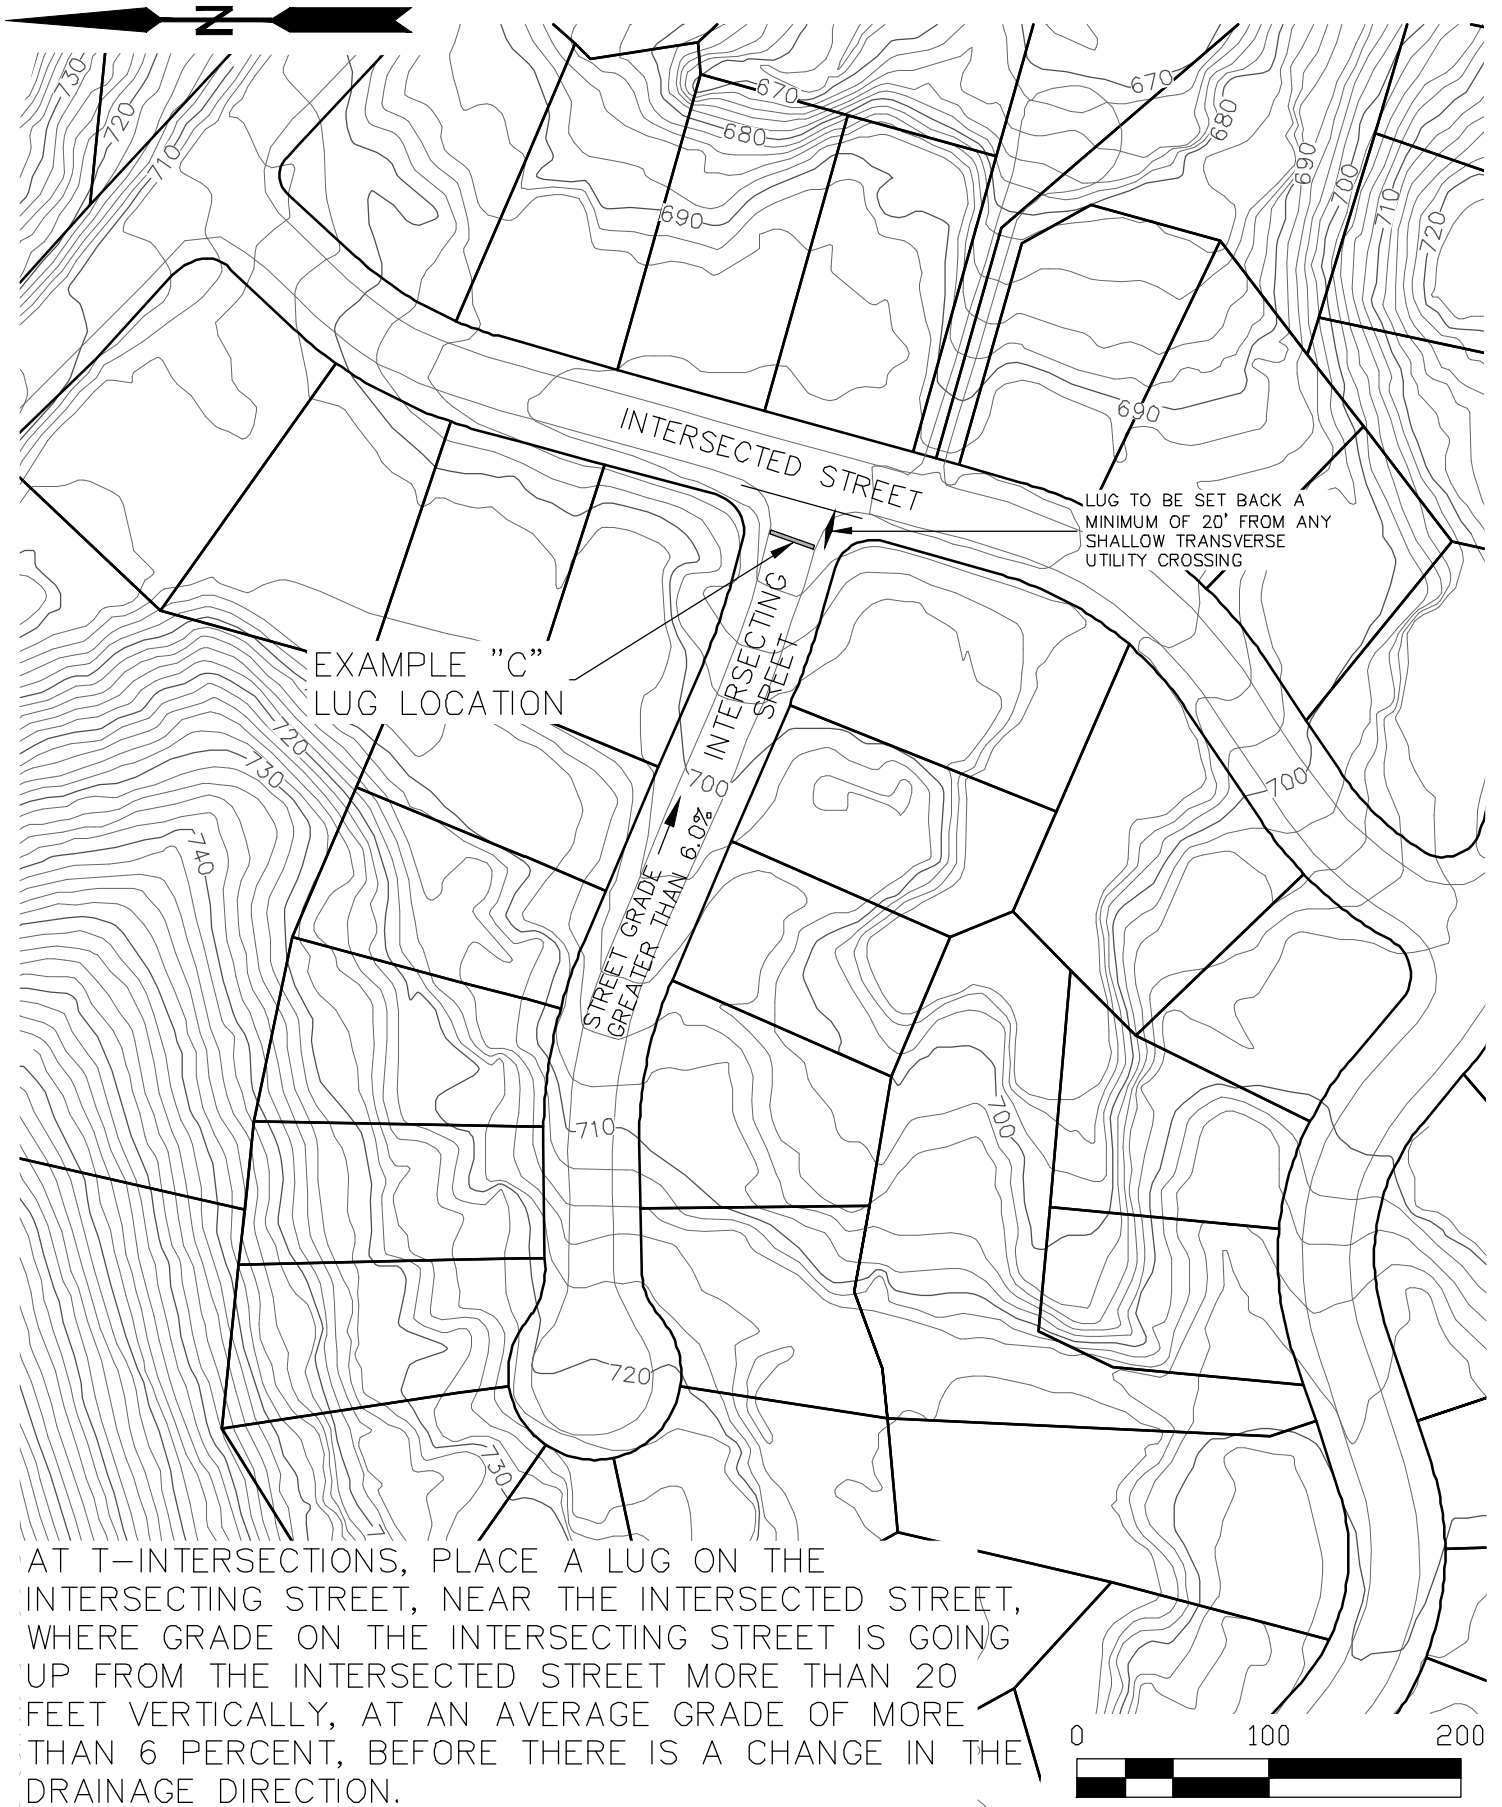 N
730
720
710
670
680
690
670
680
690
700
710
720
690
INTERSECTED STREET
LUG TO BE SET BACK A
MINIMUM OF 20' FROM ANY
SHALLOW TRANSVERSE
UTILITY CROSSING
EXAMPLE "C"
LUG LOCATION
INTERSECTING
SREET
720
730
740
700
700
STREET GRADE
GREATER THAN 6.0%
710
700
720
730
AT T-INTERSECTIONS, PLACE A LUG ON THE
INTERSECTING STREET, NEAR THE INTERSECTED STREET,
WHERE GRADE ON THE INTERSECTING STREET IS GOING
UP FROM THE INTERSECTED STREET MORE THAN 20
FEET VERTICALLY, AT AN AVERAGE GRADE OF MORE
THAN 6 PERCENT, BEFORE THERE IS A CHANGE IN THE
DRAINAGE DIRECTION.
0 100 200